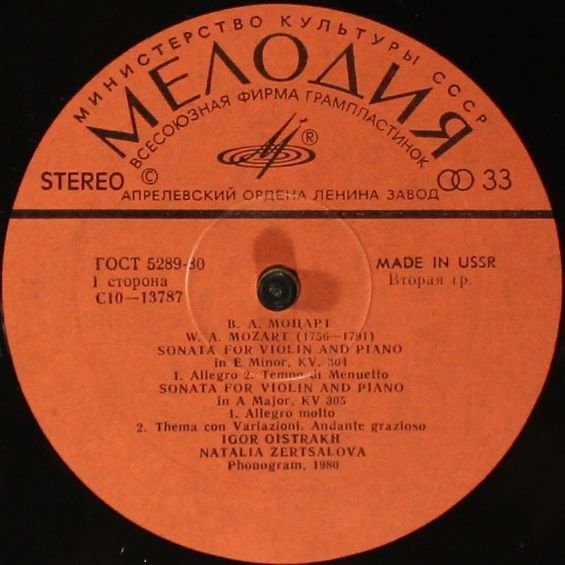 МИНИСТЕРСТВО КУЛЬТУРЫ СССР
МЕЛОДИЯ
ВСЕСОЮЗНАЯ ФИРМА ГРАМПЛАСТИНОК
®
STEREO © 33
АПРЕЛЕВСКИЙ ОРДЕНА ЛЕНИНА ЗАВОД
ГОСТ 5289-80 MADE IN USSR
1 сторона Вторая гр.
С10—13787
В. А. МОЦАРТ
W. A. MOZART (1756—1791)
SONATA FOR VIOLIN AND PIANO
in E Minor, KV. 304
1. Allegro 2. Tempo di Menuetto
SONATA FOR VIOLIN AND PIANO
in A Major, KV 305
1. Allegro molto
2. Thema con Variazioni. Andante grazioso
IGOR OISTRAKH
NATALIA ZERTSALOVA
Phonogram, 1980